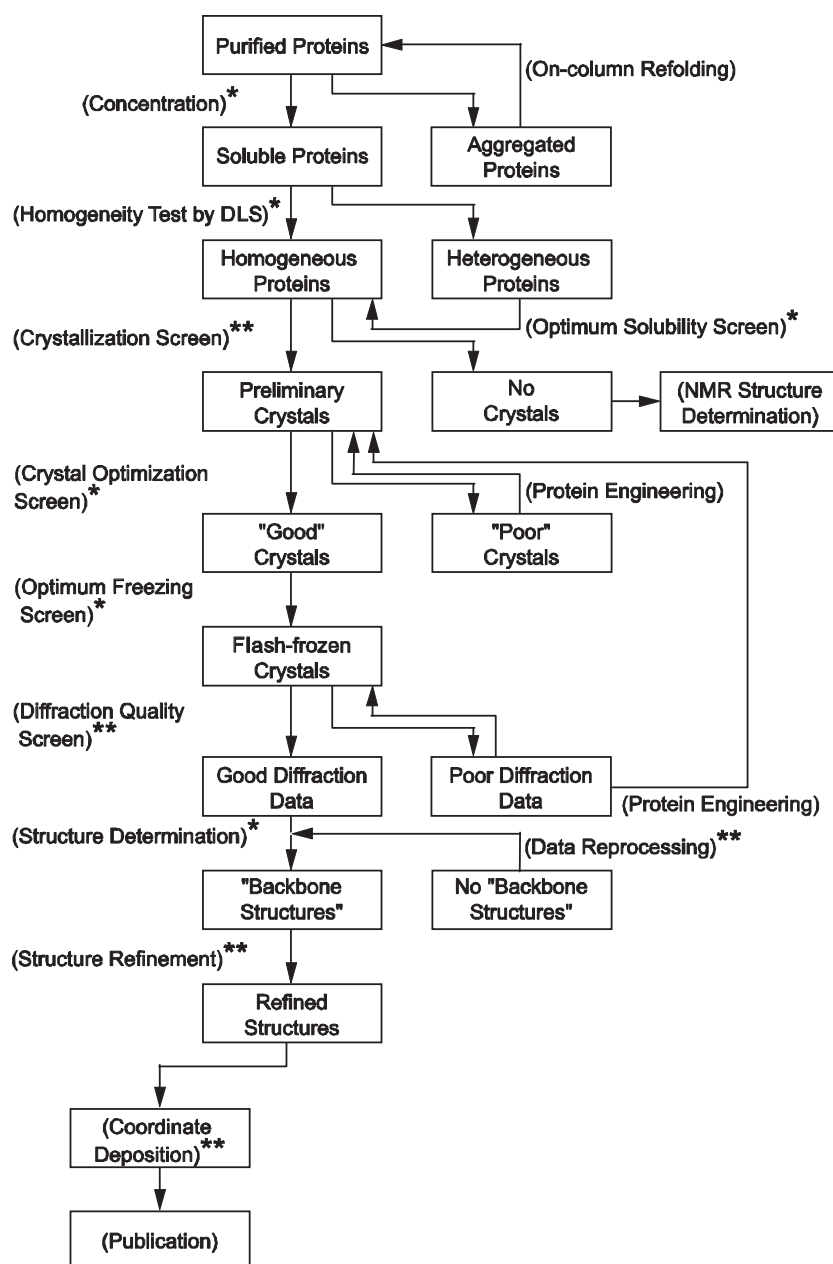 Purified Proteins
(On-column Refolding)
(Concentration)*
Soluble Proteins
Aggregated
Proteins
(Homogeneity Test by DLS)*
Homogeneous
Proteins
Heterogeneous
Proteins
(Optimum Solubility Screen)*
(Crystallization Screen)**
Preliminary
Crystals
No
Crystals
(NMR Structure
Determination)
(Crystal Optimization
Screen)*
(Protein Engineering)
"Good"
Crystals
"Poor"
Crystals
(Optimum Freezing
Screen)*
Flash-frozen
Crystals
(Diffraction Quality
Screen)**
Good Diffraction
Data
Poor Diffraction
Data
(Protein Engineering)
(Structure Determination)*
(Data Reprocessing)**
"Backbone
Structures"
No "Backbone
Structures"
(Structure Refinement)**
Refined
Structures
(Coordinate
Deposition)**
(Publication)